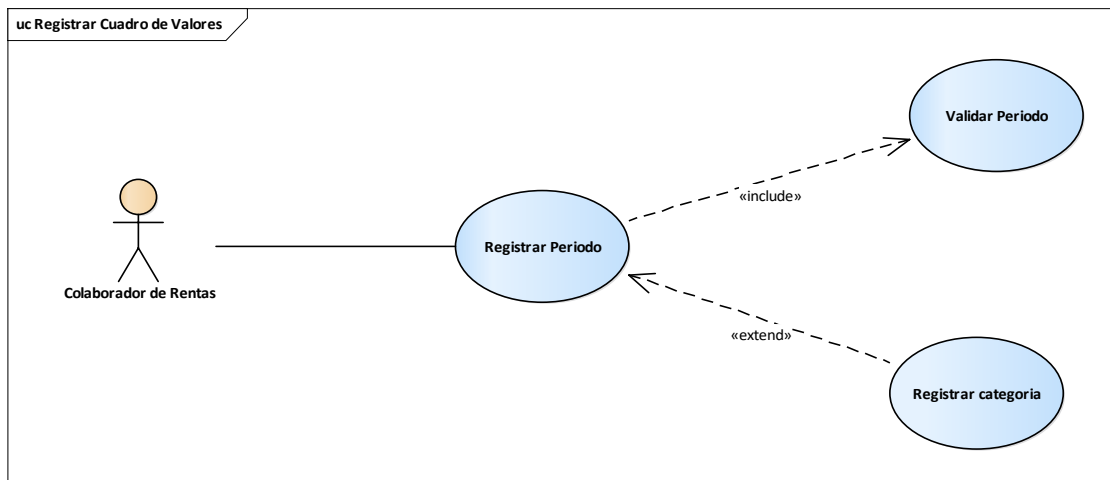 uc Registrar Cuadro de Valores
Validar Periodo
«include»
Registrar Periodo
Colaborador de Rentas
«extend»
Registrar categoria